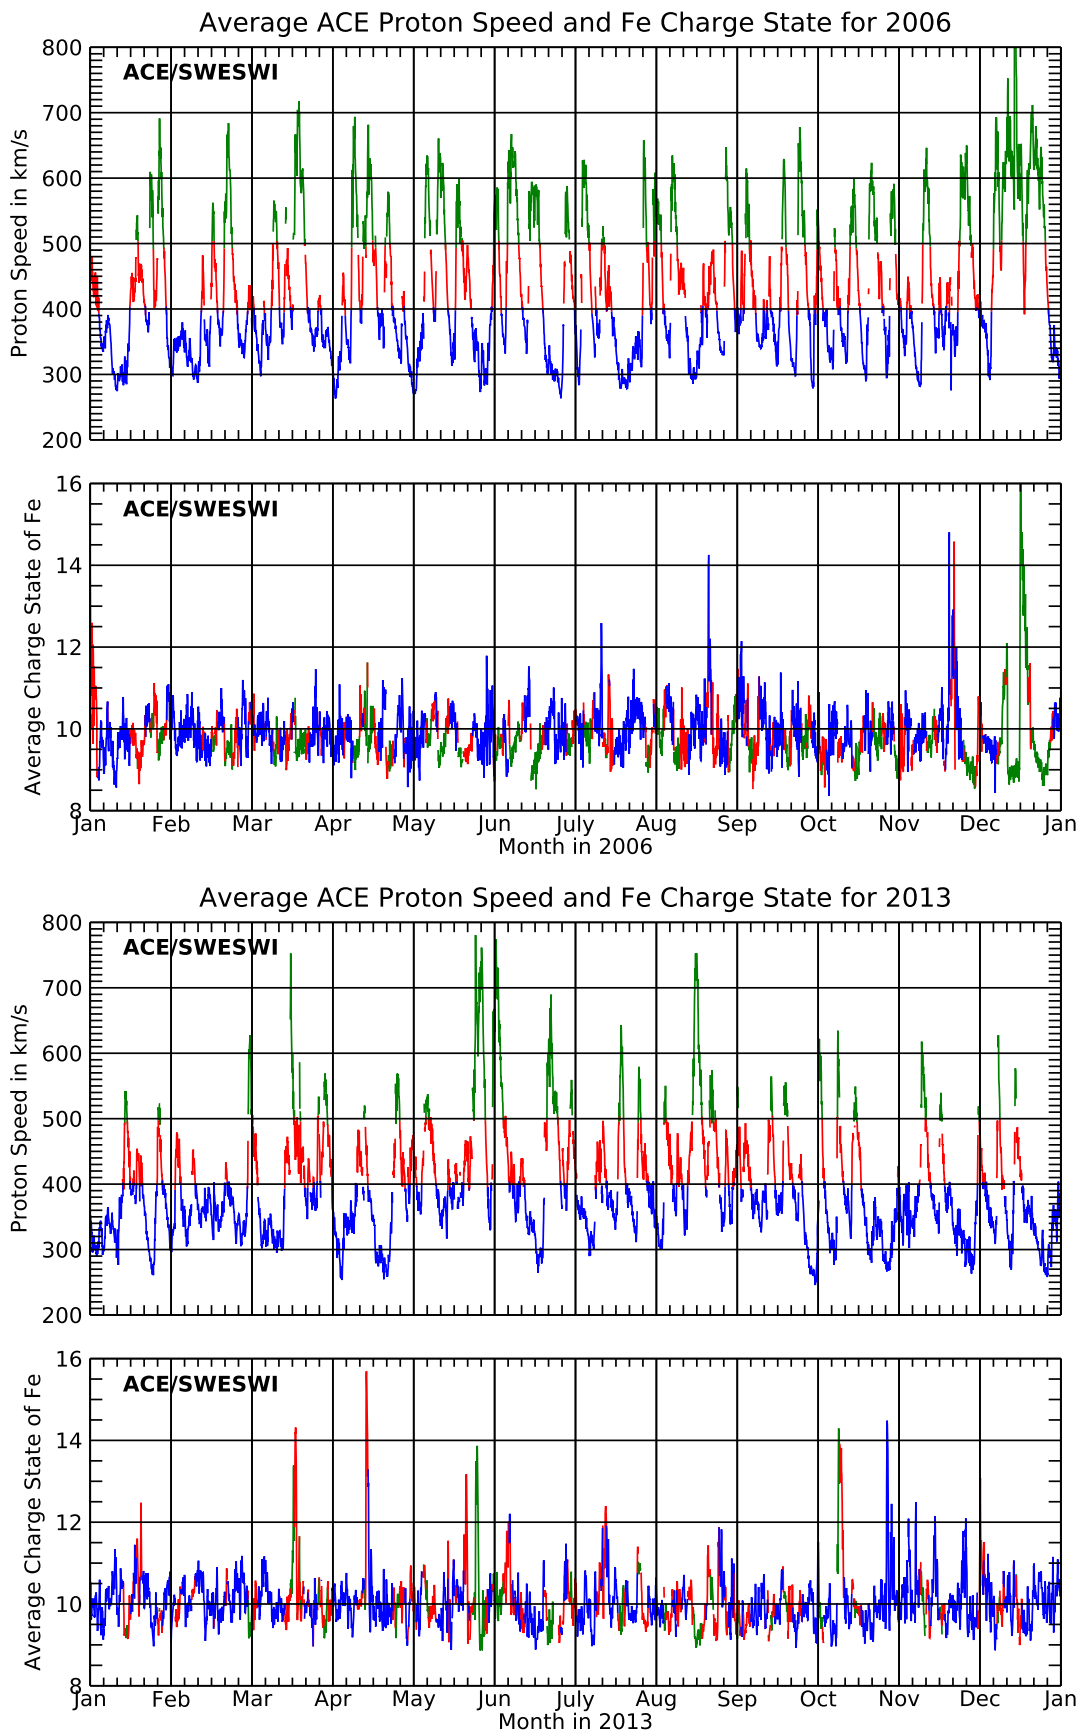 Average ACE Proton Speed and Fe Charge State for 2006
800
700
600
500
400
300
200
Proton Speed in km/s
ACE/SWESWI
16
14
12
10
8
Average Charge State of Fe
ACE/SWESWI
Jan Feb Mar Apr May Jun July Aug Sep Oct Nov Dec Jan
Month in 2006
Average ACE Proton Speed and Fe Charge State for 2013
800
700
600
500
400
300
200
Proton Speed in km/s
ACE/SWESWI
16
14
12
10
8
Average Charge State of Fe
ACE/SWESWI
Jan Feb Mar Apr May Jun July Aug Sep Oct Nov Dec Jan
Month in 2013